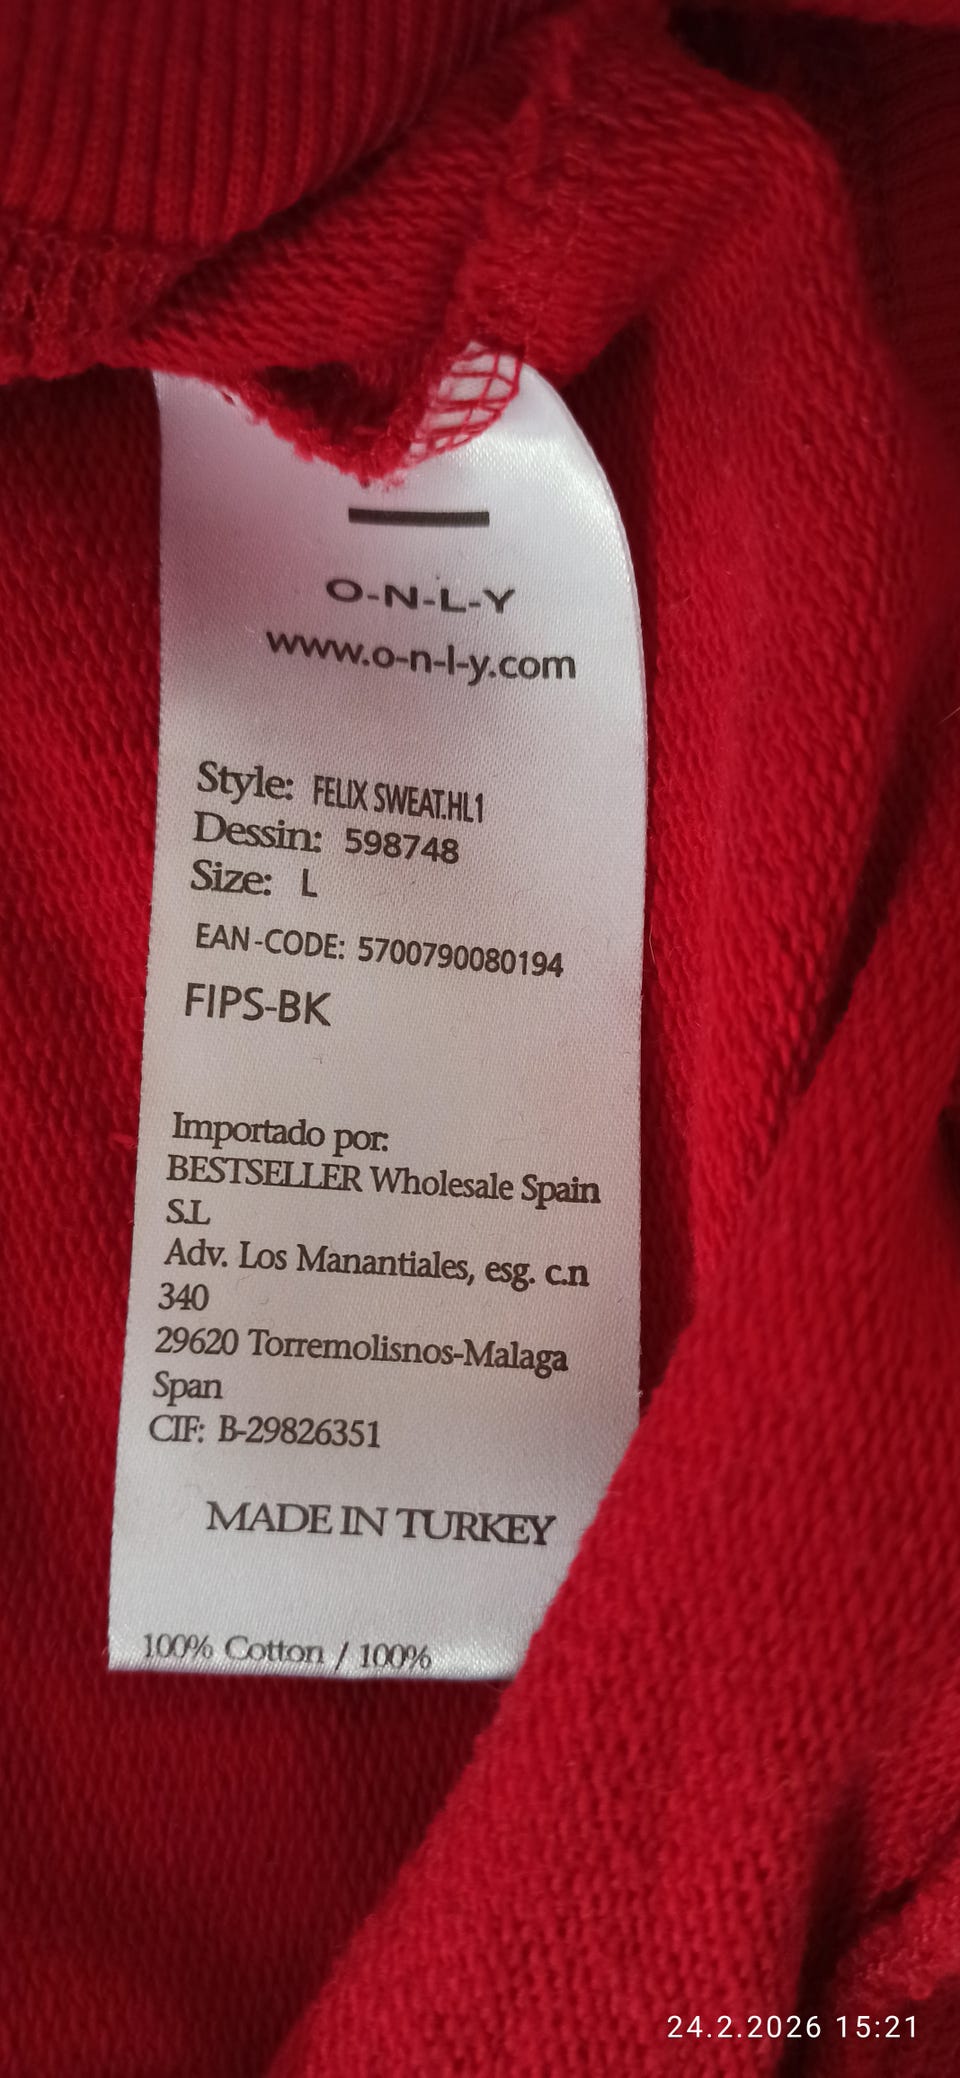 O-N-L-Y
www.o-n-l-y.com
Style: FELIX SWEAT.HL1
Dessin: 598748
Size: L
EAN-CODE: 5700790080194
FIPS-BK
Importado por:
BESTSELLER Wholesale Spain
S.L
Adv. Los Manantiales, esg. c.n
340
29620 Torremolisnos-Malaga
Span
CIF: B-29826351
MADE IN TURKEY
100% Cotton / 100%
24.2.2026 15:21